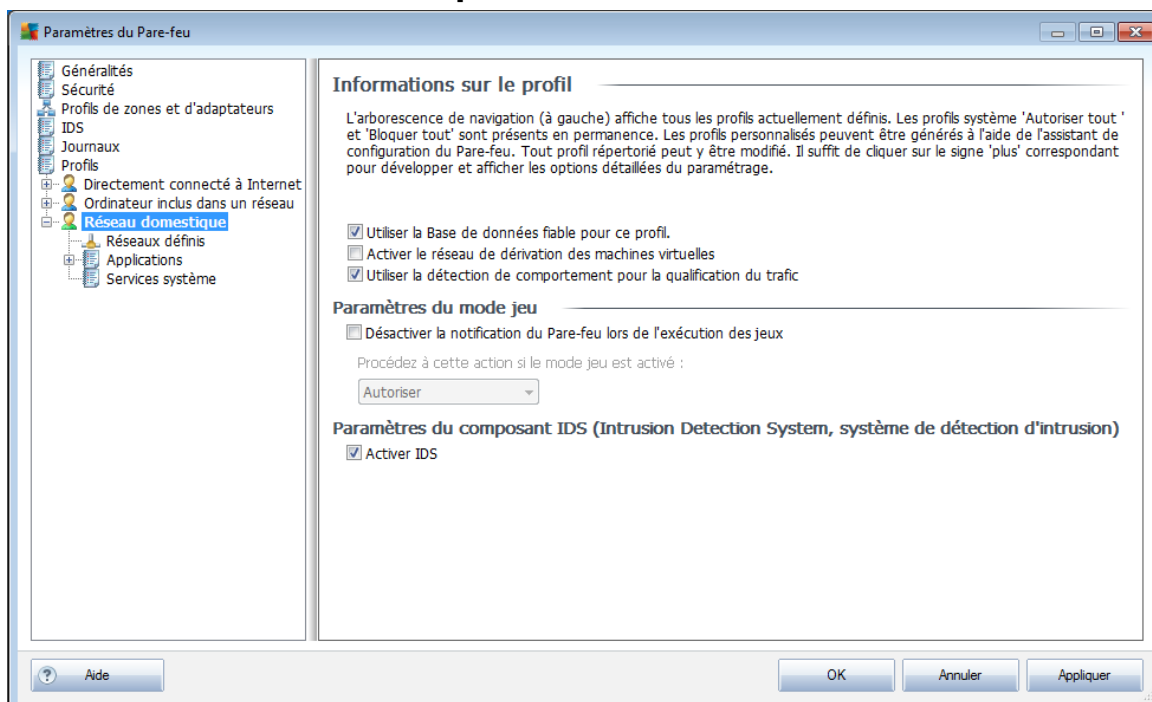 Paramètres du Pare-feu
Généralités
Sécurité
Profils de zones et d'adaptateurs
IDS
Journaux
Profils
Directement connecté à Internet
Ordinateur inclus dans un réseau
Réseau domestique
Réseaux définis
Applications
Services système
Informations sur le profil
L'arborescence de navigation (à gauche) affiche tous les profils actuellement définis. Les profils système 'Autoriser tout '
et 'Bloquer tout' sont présents en permanence. Les profils personnalisés peuvent être générés à l'aide de l'assistant de
configuration du Pare-feu. Tout profil répertorié peut y être modifié. Il suffit de cliquer sur le signe 'plus' correspondant
pour développer et afficher les options détaillées du paramétrage.
Utiliser la Base de données fiable pour ce profil.
Activer le réseau de dérivation des machines virtuelles
Utiliser la détection de comportement pour la qualification du trafic
Paramètres du mode jeu
Désactiver la notification du Pare-feu lors de l'exécution des jeux
Procédez à cette action si le mode jeu est activé :
Autoriser
Paramètres du composant IDS (Intrusion Detection System, système de détection d'intrusion)
Activer IDS
? Aide
OK
Annuler
Appliquer